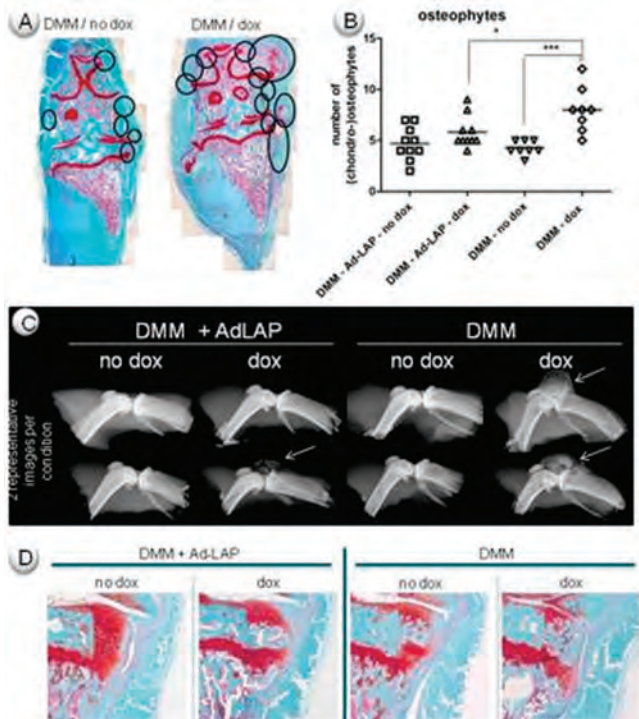 A
DMM / no dox
DMM / dox
B
osteophytes
number of
(chondro-)osteophytes
15
10
5
0
*
***
DMM - Ad-LAP - no dox
DMM - Ad-LAP - dox
DMM - no dox
DMM - dox
C
DMM + AdLAP
DMM
no dox
dox
no dox
dox
2 representative
images per
condition
D
DMM + Ad-LAP
DMM
no dox
dox
no dox
dox